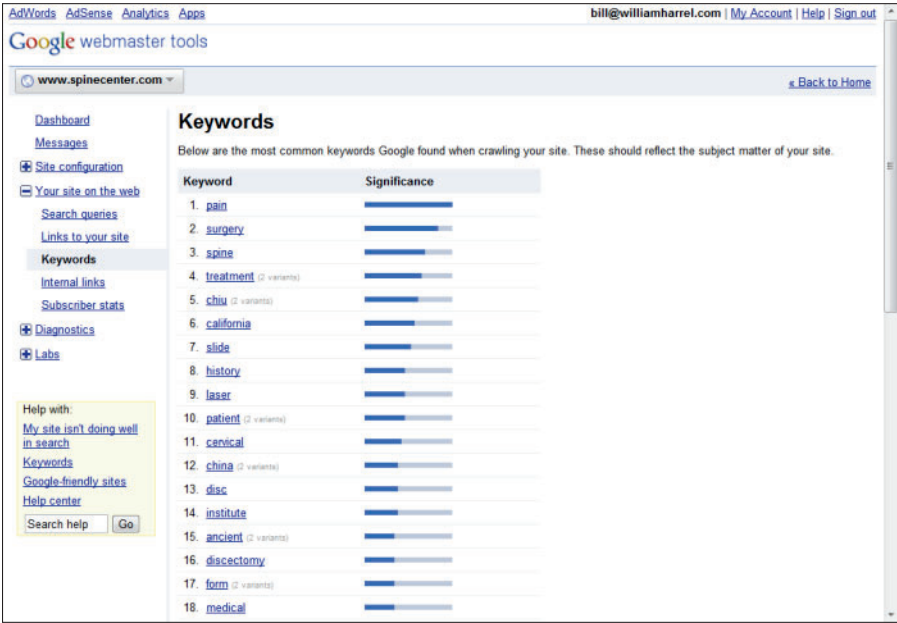 AdWords AdSense Analytics Apps
bill@williamharrel.com | My Account | Help | Sign out
Google webmaster tools
www.spinecenter.com
« Back to Home
Dashboard
Messages
Site configuration
Your site on the web
Search queries
Links to your site
Keywords
Internal links
Subscriber stats
Diagnostics
Labs
Help with:
My site isn't doing well
in search
Keywords
Google-friendly sites
Help center
Search help Go
Keywords
Below are the most common keywords Google found when crawling your site. These should reflect the subject matter of your site.
Keyword Significance
1. pain
2. surgery
3. spine
4. treatment (2 variants)
5. chiu (2 variants)
6. california
7. slide
8. history
9. laser
10. patient (2 variants)
11. cervical
12. china (2 variants)
13. disc
14. institute
15. ancient (2 variants)
16. discectomy
17. form (2 variants)
18. medical